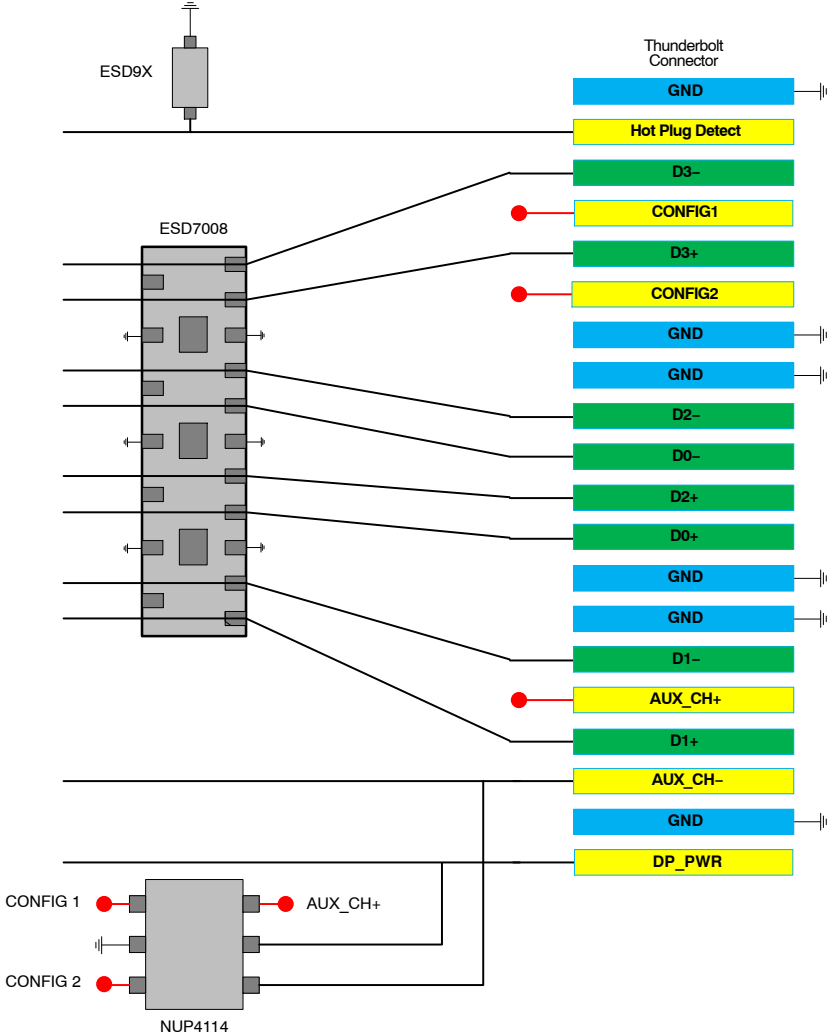 Thunderbolt
Connector
ESD9X
GND
Hot Plug Detect
D3−
CONFIG1
ESD7008
D3+
CONFIG2
GND
GND
D2−
D0−
D2+
D0+
GND
GND
D1−
AUX_CH+
D1+
AUX_CH−
GND
DP_PWR
CONFIG 1
AUX_CH+
CONFIG 2
NUP4114